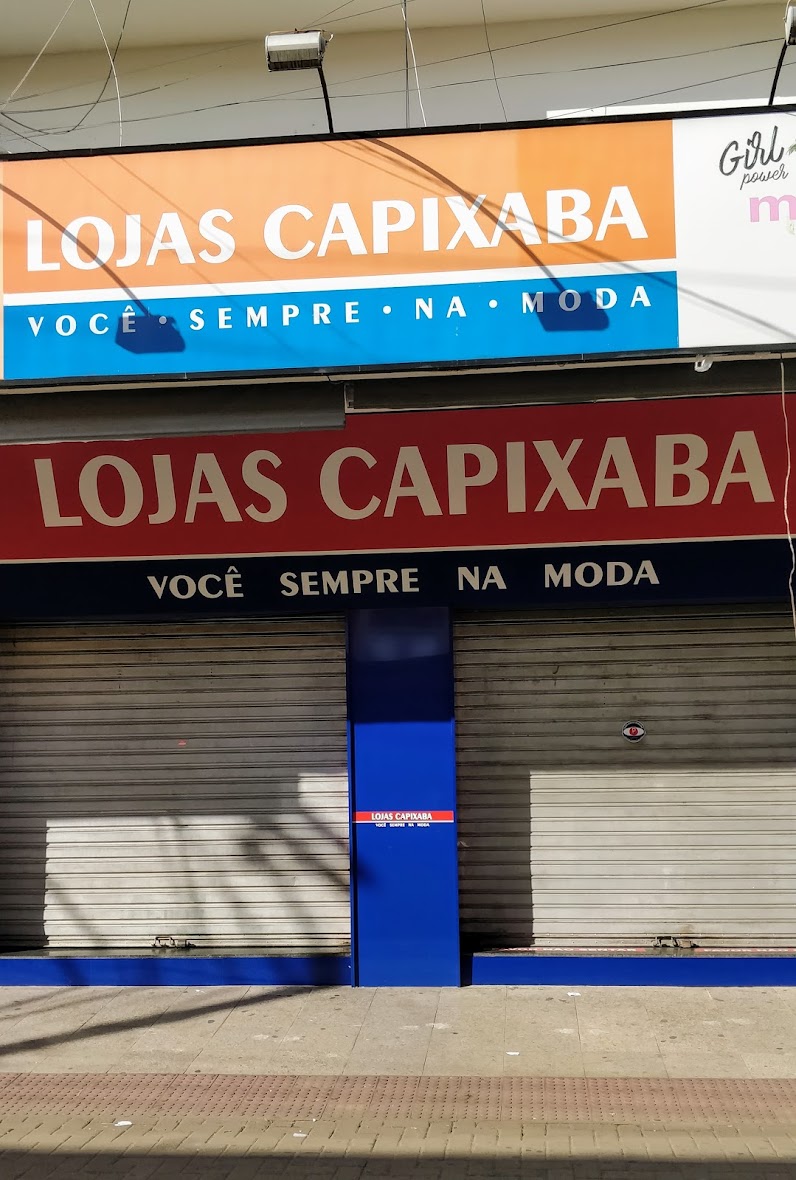 LOJAS CAPIXABA
VOCÊ • SEMPRE • NA • MODA
Girl
power
LOJAS CAPIXABA
VOCÊ SEMPRE NA MODA
LOJAS CAPIXABA
VOCÊ SEMPRE NA MODA